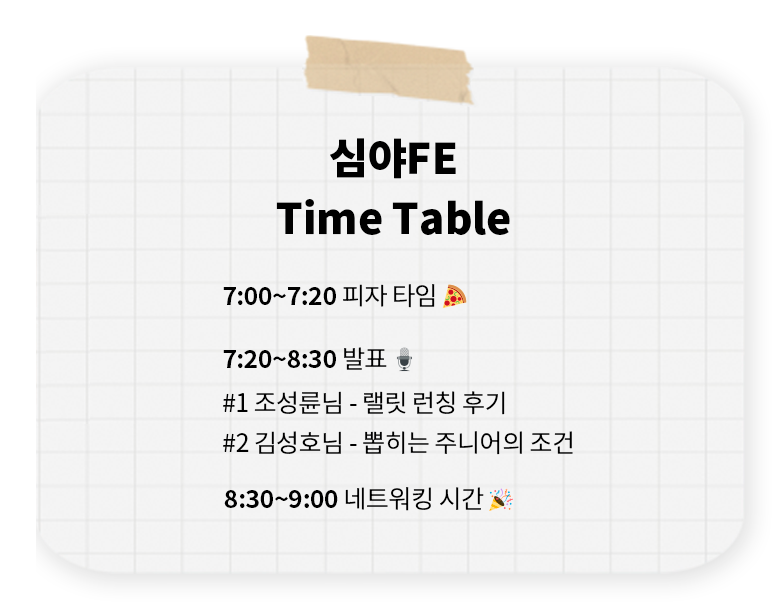 심야FE
Time Table
7:00~7:20 피자 타임 🍕
7:20~8:30 발표 🎙️
#1 조성륜님 - 랠릿 런칭 후기
#2 김성호님 - 뽑히는 주니어의 조건
8:30~9:00 네트워킹 시간 🎉